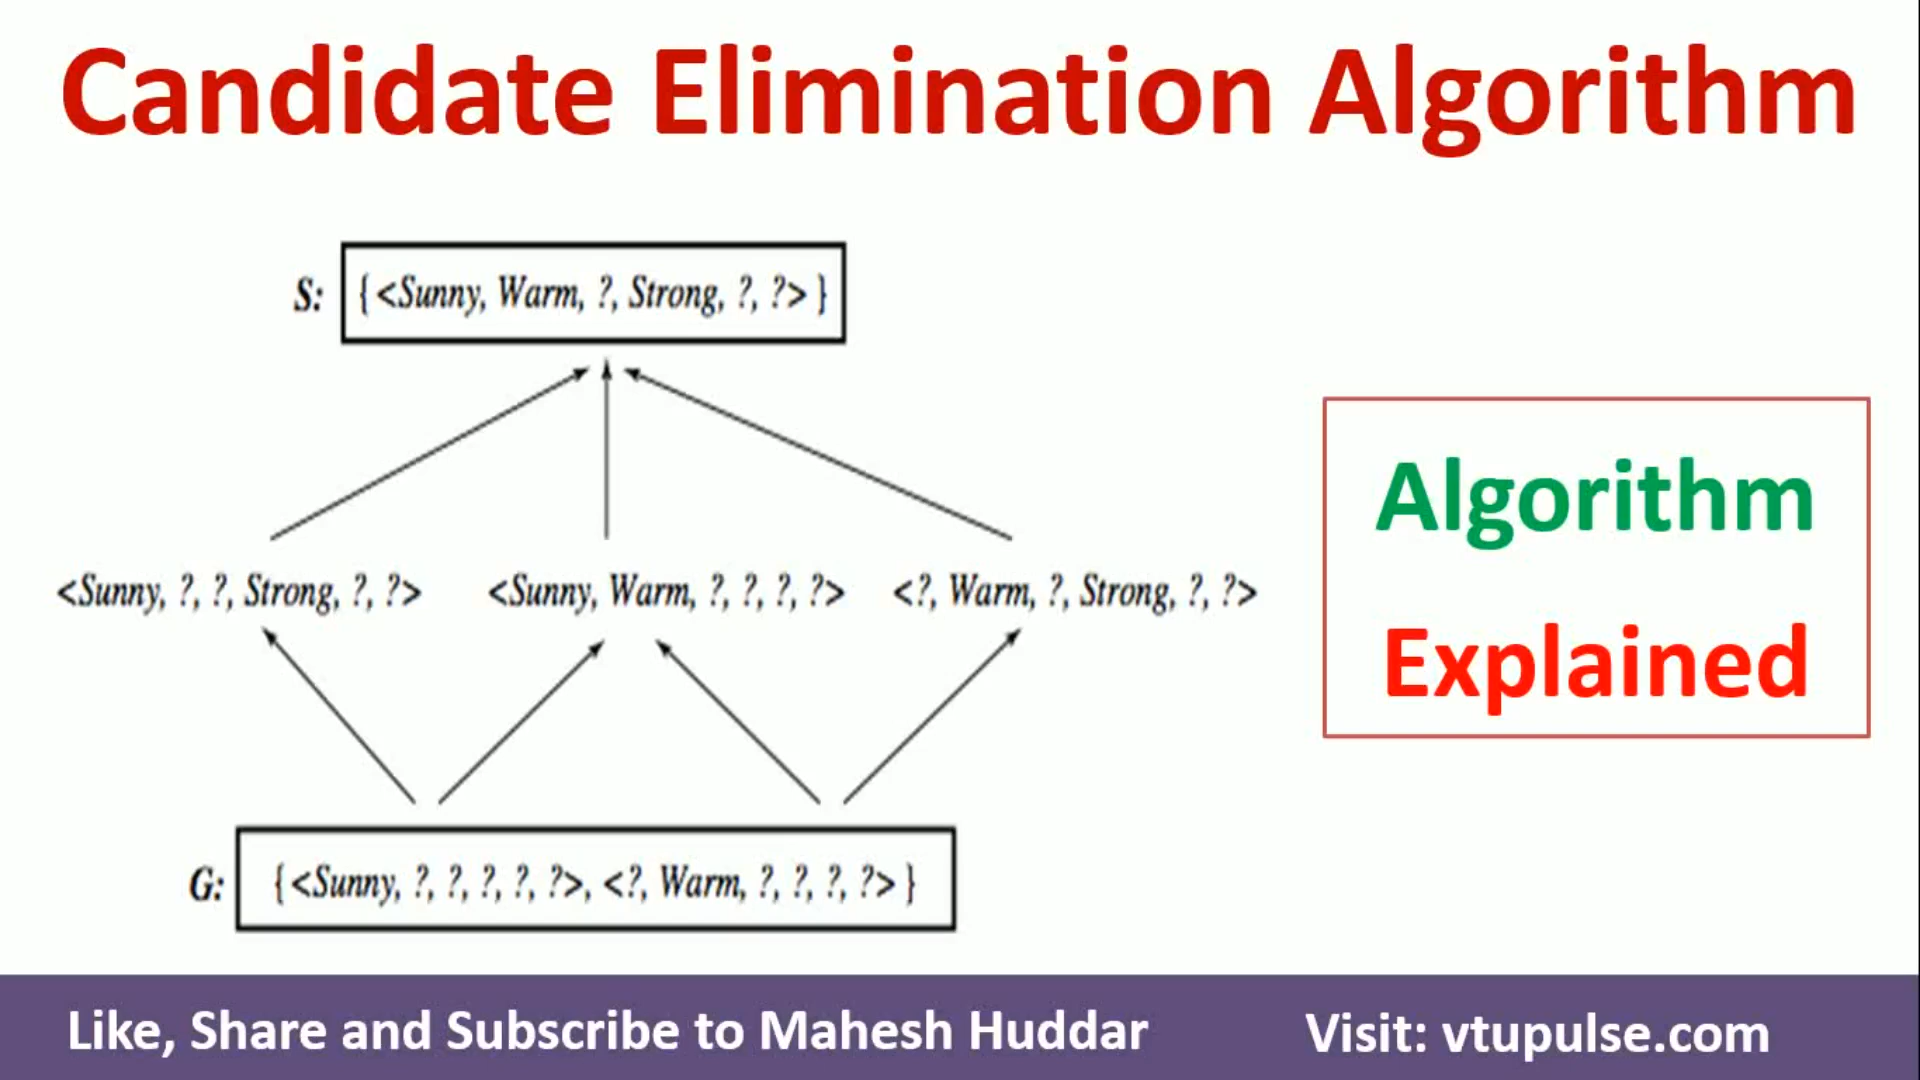 Candidate Elimination Algorithm
S: { <Sunny, Warm, ?, Strong, ?, ?> }
<Sunny, ?, ?, Strong, ?, ?> <Sunny, Warm, ?, ?, ?, ?> <?, Warm, ?, Strong, ?, ?>
G: { <Sunny, ?, ?, ?, ?, ?>, <?, Warm, ?, ?, ?, ?> }
Algorithm
Explained
Like, Share and Subscribe to Mahesh Huddar Visit: vtupulse.com